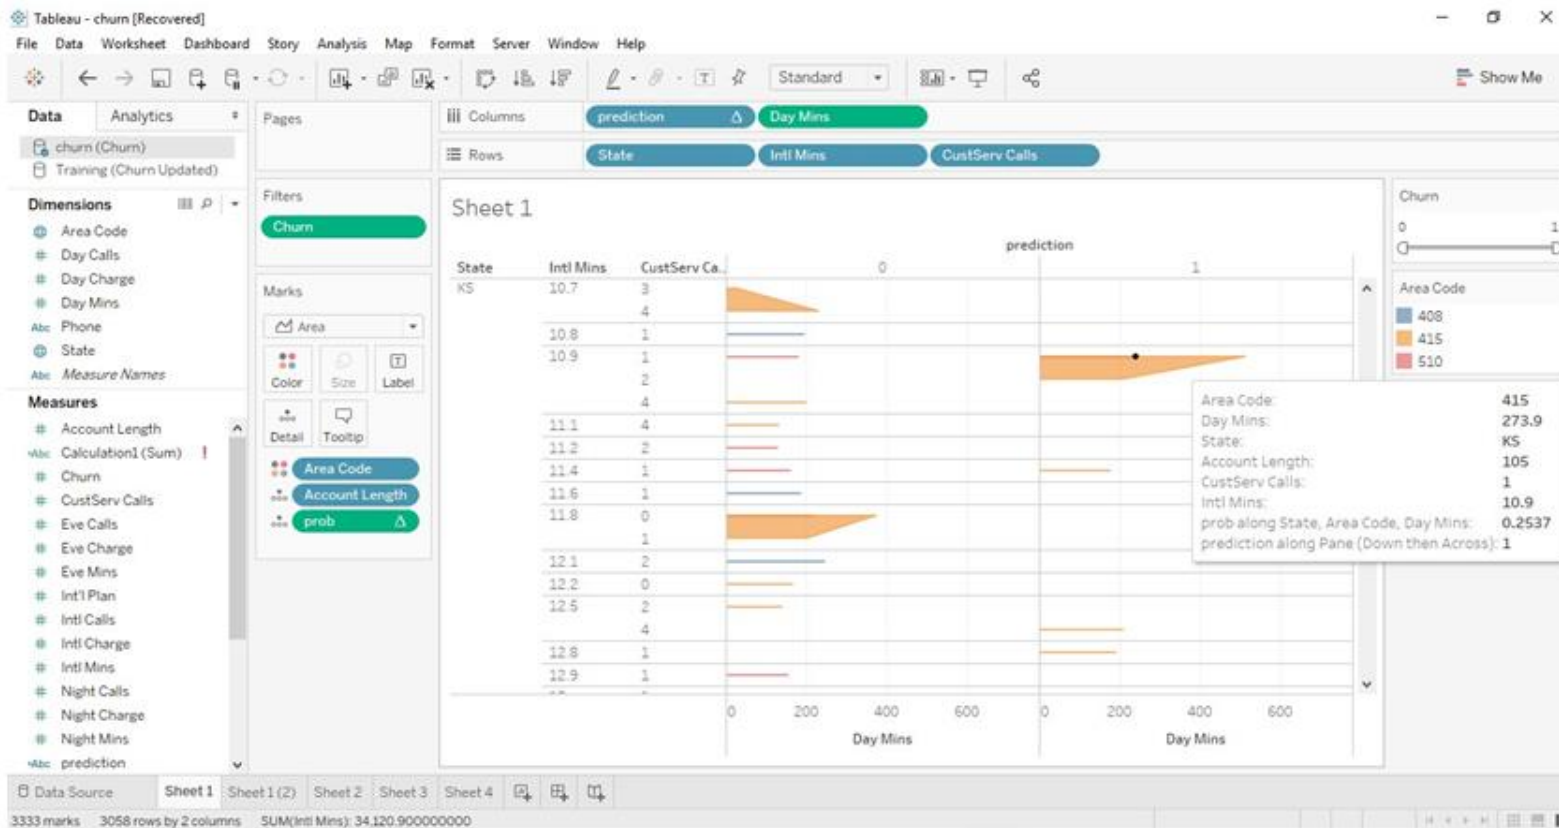 Tableau - churn [Recovered]
File Data Worksheet Dashboard Story Analysis Map Format Server Window Help
Standard
Show Me
Data Analytics
churn (Churn)
Training (Churn Updated)
Dimensions
Area Code
Day Calls
Day Charge
Day Mins
Abc Phone
State
Abc Measure Names
Measures
Account Length
Abc Calculation1 (Sum) !
Churn
CustServ Calls
Eve Calls
Eve Charge
Eve Mins
Int'l Plan
Intl Calls
Intl Charge
Intl Mins
Night Calls
Night Charge
Night Mins
Abc prediction
Pages
Filters
Churn
Marks
Area
Color Size Label
Detail Tooltip
Area Code
Account Length
prob Δ
Columns prediction Δ Day Mins
Rows State Intl Mins CustServ Calls
Sheet 1
prediction
State Intl Mins CustServ Ca.. 0 1
KS 10.7 3
4
10.8 1
10.9 1
2
4
11.1 4
11.2 2
11.4 1
11.6 1
11.8 0
1
12.1 2
12.2 0
12.5 2
4
12.8 1
12.9 1
0 200 400 600 0 200 400 600
Day Mins Day Mins
Churn
0 1
Area Code
408
415
510
Area Code: 415
Day Mins: 273.9
State: KS
Account Length: 105
CustServ Calls: 1
Intl Mins: 10.9
prob along State, Area Code, Day Mins: 0.2537
prediction along Pane (Down then Across): 1
Data Source Sheet 1 Sheet 1 (2) Sheet 2 Sheet 3 Sheet 4
3333 marks 3058 rows by 2 columns SUM(Intl Mins): 34,120.900000000